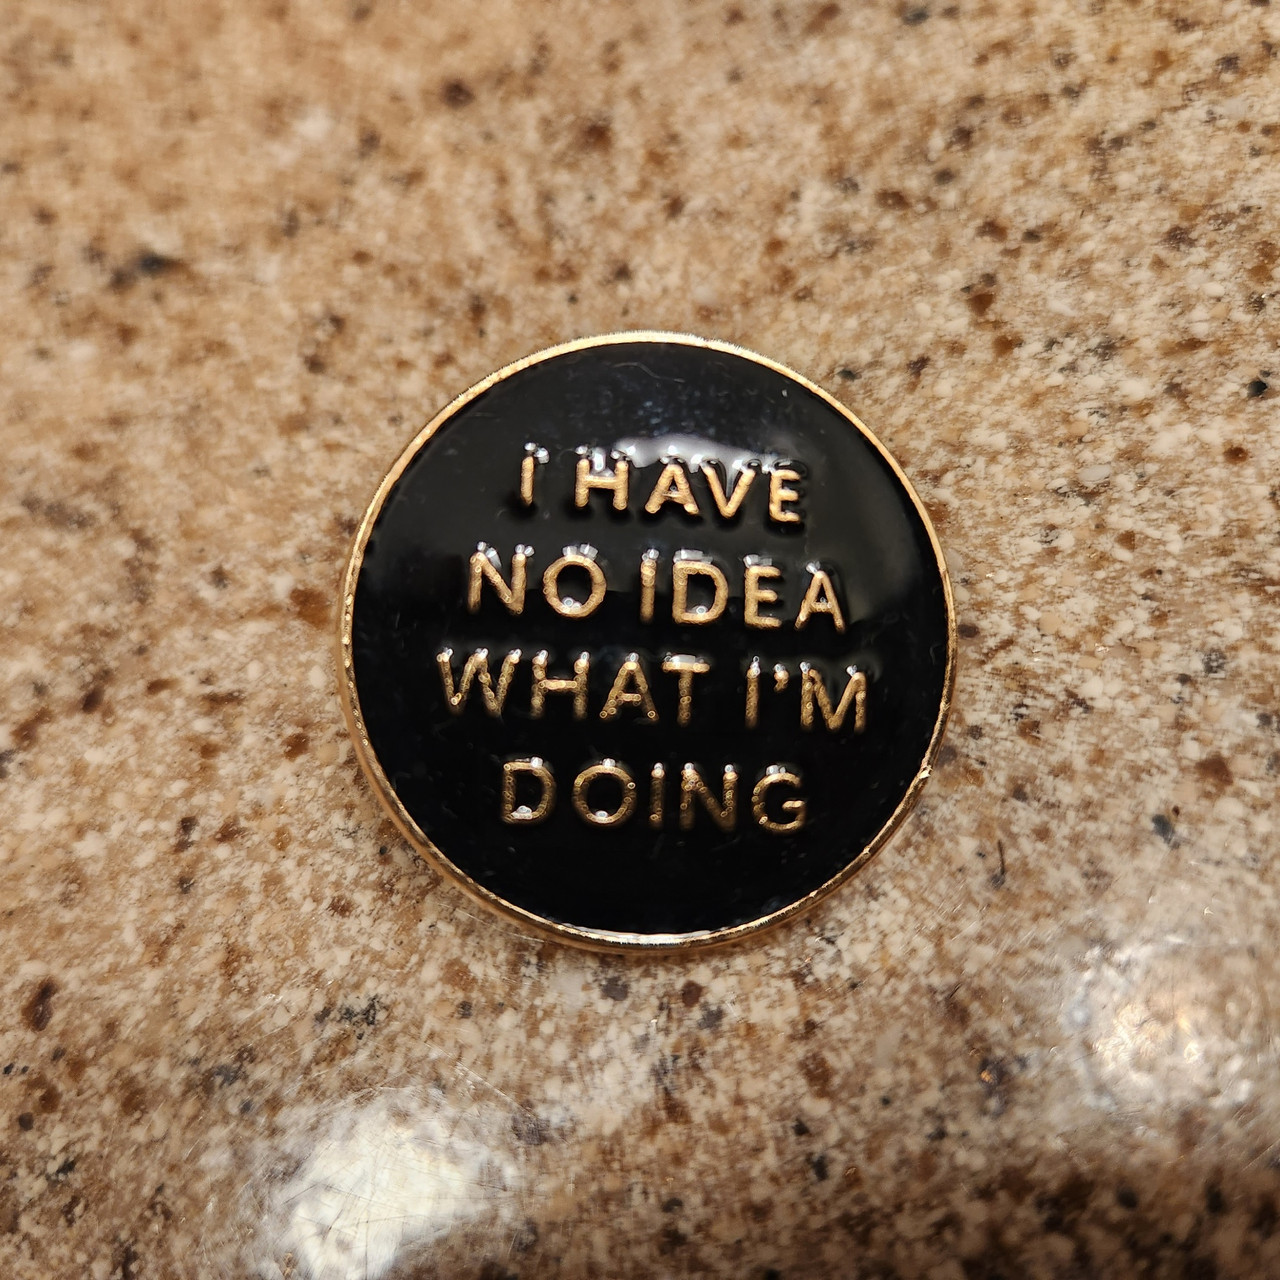 I HAVE
NO IDEA
WHAT I'M
DOING